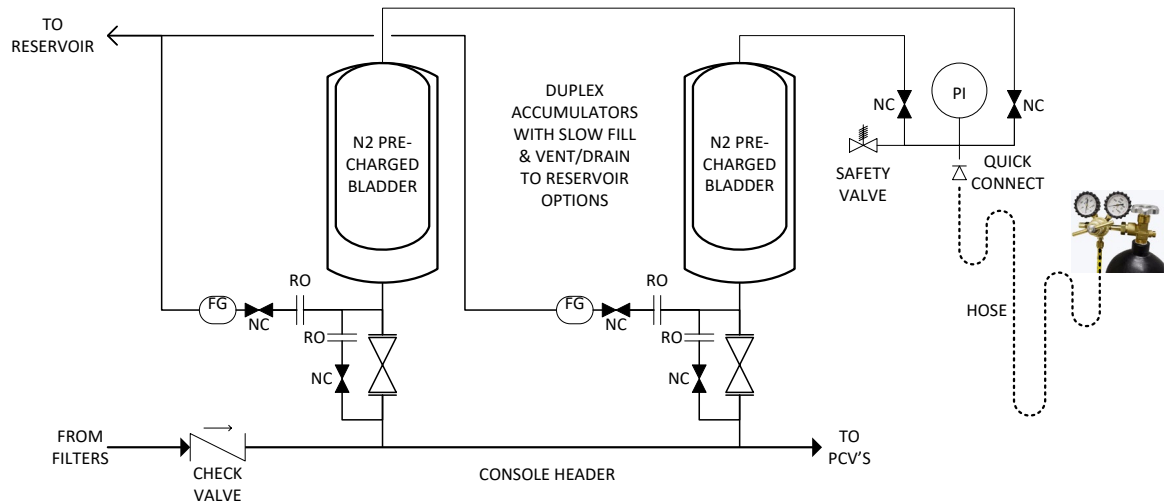 TO
RESERVOIR
N2 PRE-
CHARGED
BLADDER
DUPLEX
ACCUMULATORS
WITH SLOW FILL
& VENT/DRAIN
TO RESERVOIR
OPTIONS
N2 PRE-
CHARGED
BLADDER
NC
PI
NC
SAFETY
VALVE
QUICK
CONNECT
HOSE
FG
NC
RO
RO
NC
FG
NC
RO
RO
NC
FROM
FILTERS
CHECK
VALVE
CONSOLE HEADER
TO
PCV'S